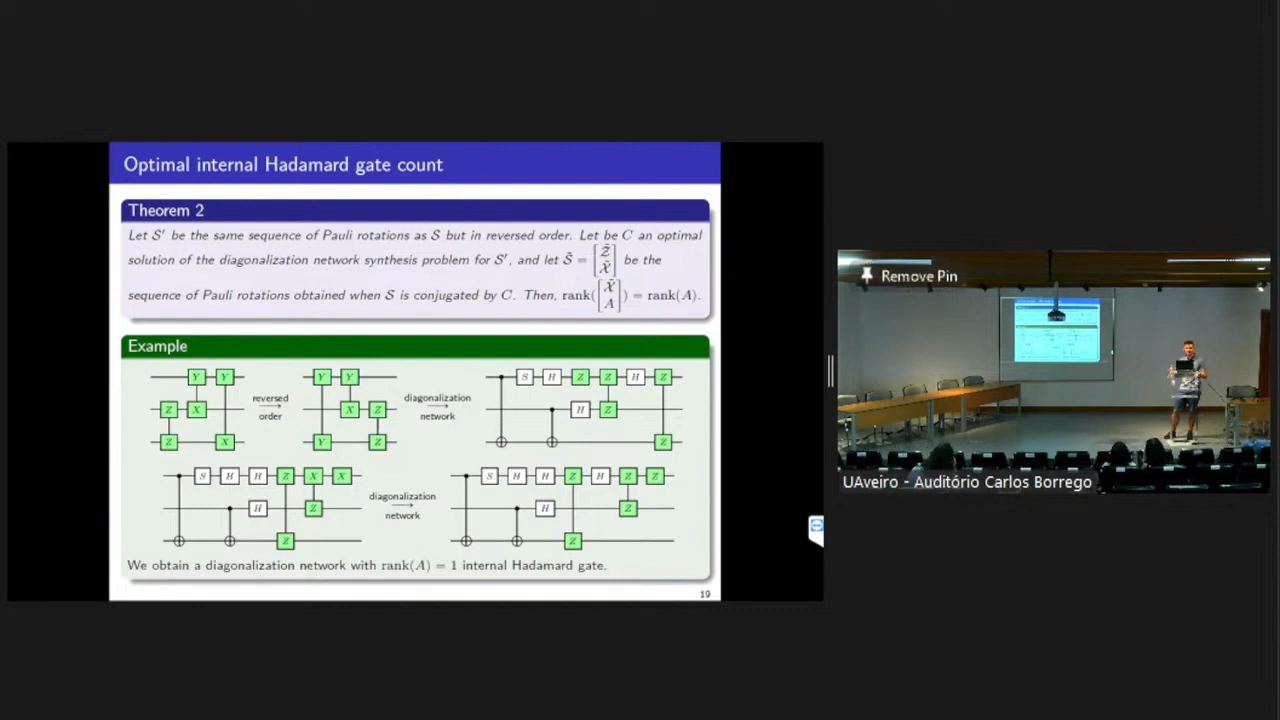 Optimal internal Hadamard gate count
Theorem 2
Let S′ be the same sequence of Pauli rotations as S but in reversed order. Let be C an optimal
solution of the diagonalization network synthesis problem for S′, and let S̃ = [Z̃ X̃] be the
sequence of Pauli rotations obtained when S is conjugated by C. Then, rank([X̃ A]) = rank(A).
Example
Y Y
Z X
Z X
reversed
order
→
Y Y
X Z
Y Z
diagonalization
→
network
S H Z Z H Z
H Z
Z
S H H Z X X
H Z
Z
diagonalization
→
network
S H H Z H Z Z
H Z
Z
We obtain a diagonalization network with rank(A) = 1 internal Hadamard gate.
19
Remove Pin
UAveiro - Auditório Carlos Borrego